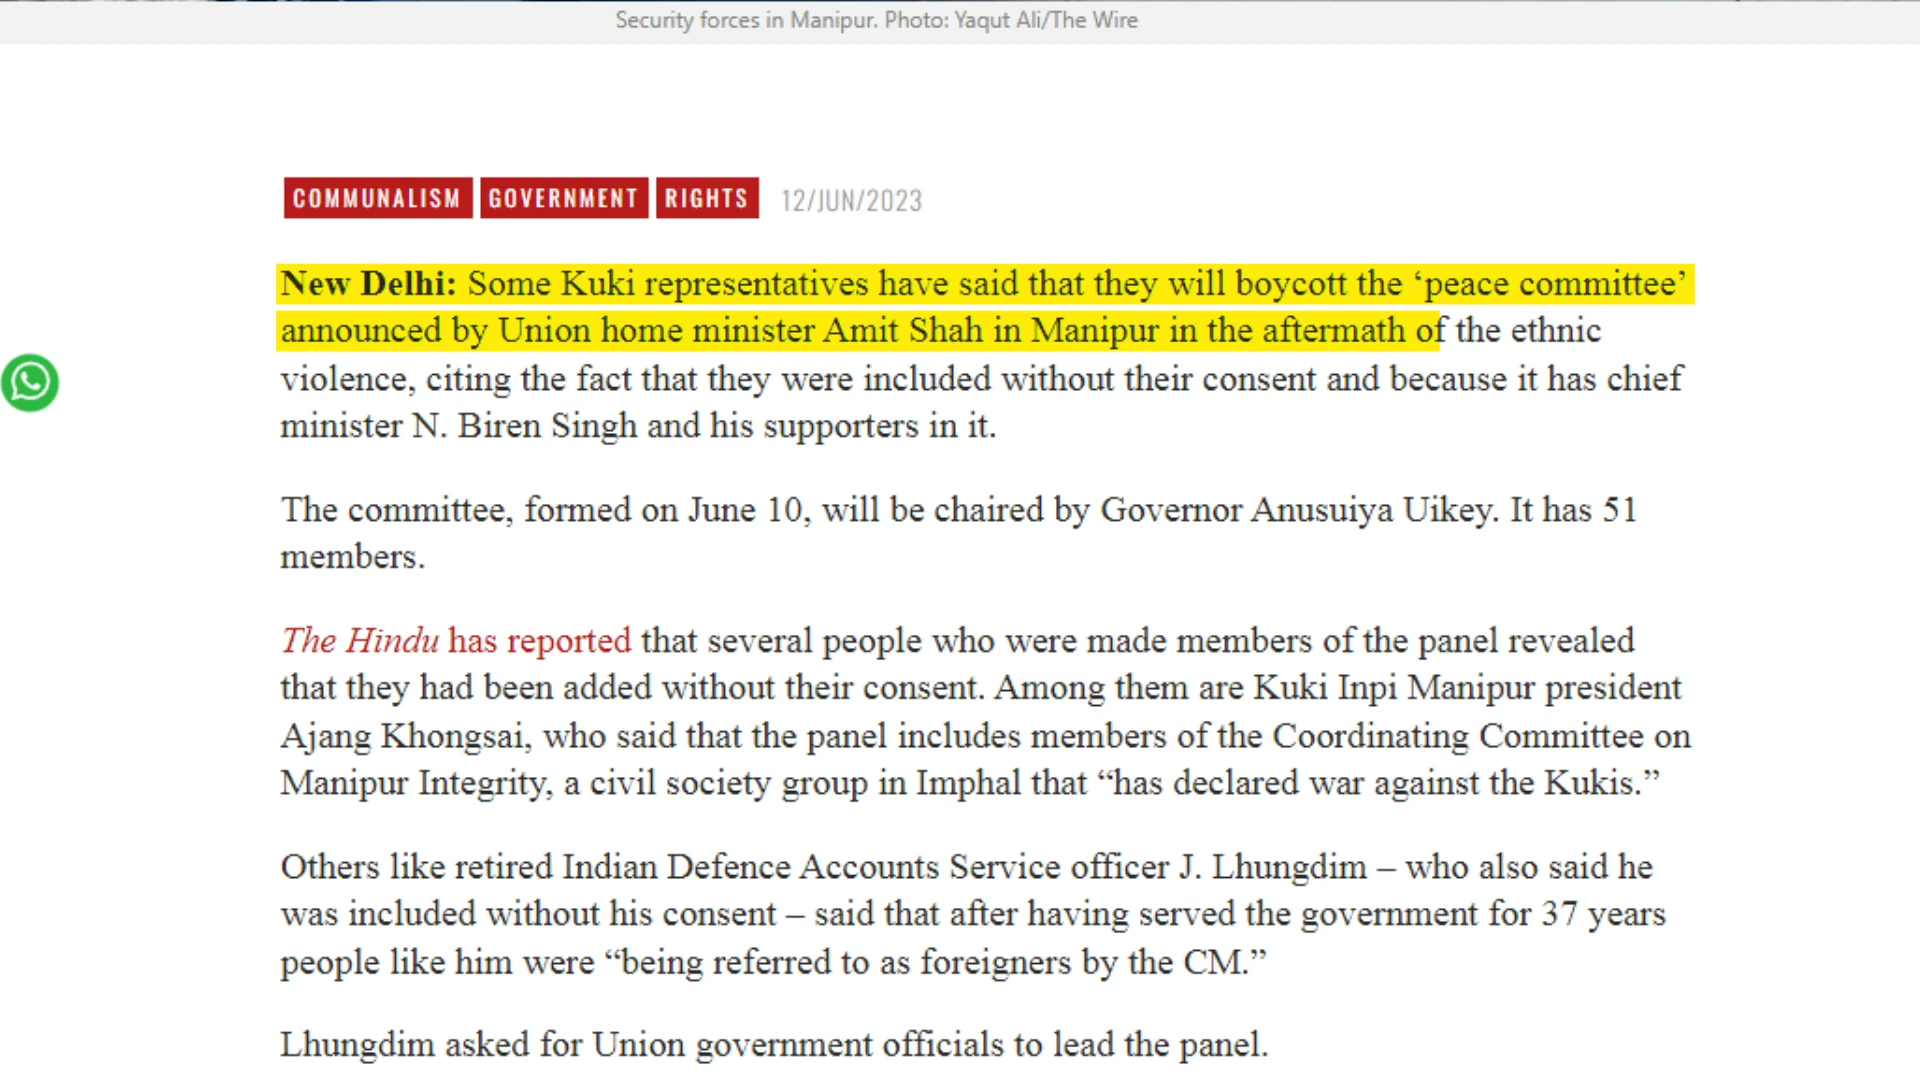 Security forces in Manipur. Photo: Yaqut Ali/The Wire
COMMUNALISM GOVERNMENT RIGHTS 12/JUN/2023
New Delhi: Some Kuki representatives have said that they will boycott the ‘peace committee’
announced by Union home minister Amit Shah in Manipur in the aftermath of the ethnic
violence, citing the fact that they were included without their consent and because it has chief
minister N. Biren Singh and his supporters in it.
The committee, formed on June 10, will be chaired by Governor Anusuiya Uikey. It has 51
members.
The Hindu has reported that several people who were made members of the panel revealed
that they had been added without their consent. Among them are Kuki Inpi Manipur president
Ajang Khongsai, who said that the panel includes members of the Coordinating Committee on
Manipur Integrity, a civil society group in Imphal that “has declared war against the Kukis.”
Others like retired Indian Defence Accounts Service officer J. Lhungdim – who also said he
was included without his consent – said that after having served the government for 37 years
people like him were “being referred to as foreigners by the CM.”
Lhungdim asked for Union government officials to lead the panel.